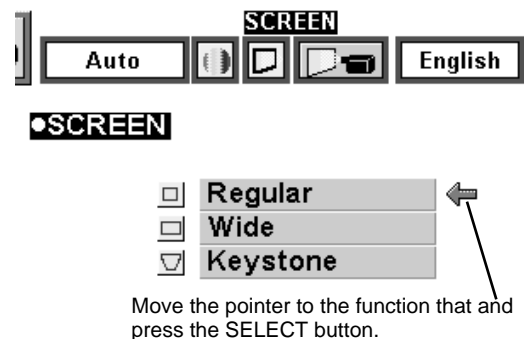 SCREEN
Auto English
●SCREEN
Regular
Wide
Keystone
Move the pointer to the function that and
press the SELECT button.